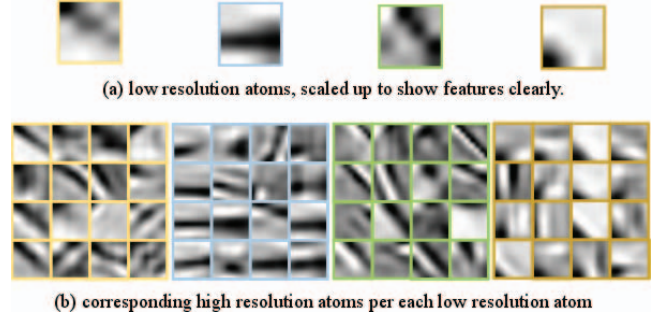 (a) low resolution atoms, scaled up to show features clearly.
(b) corresponding high resolution atoms per each low resolution atom